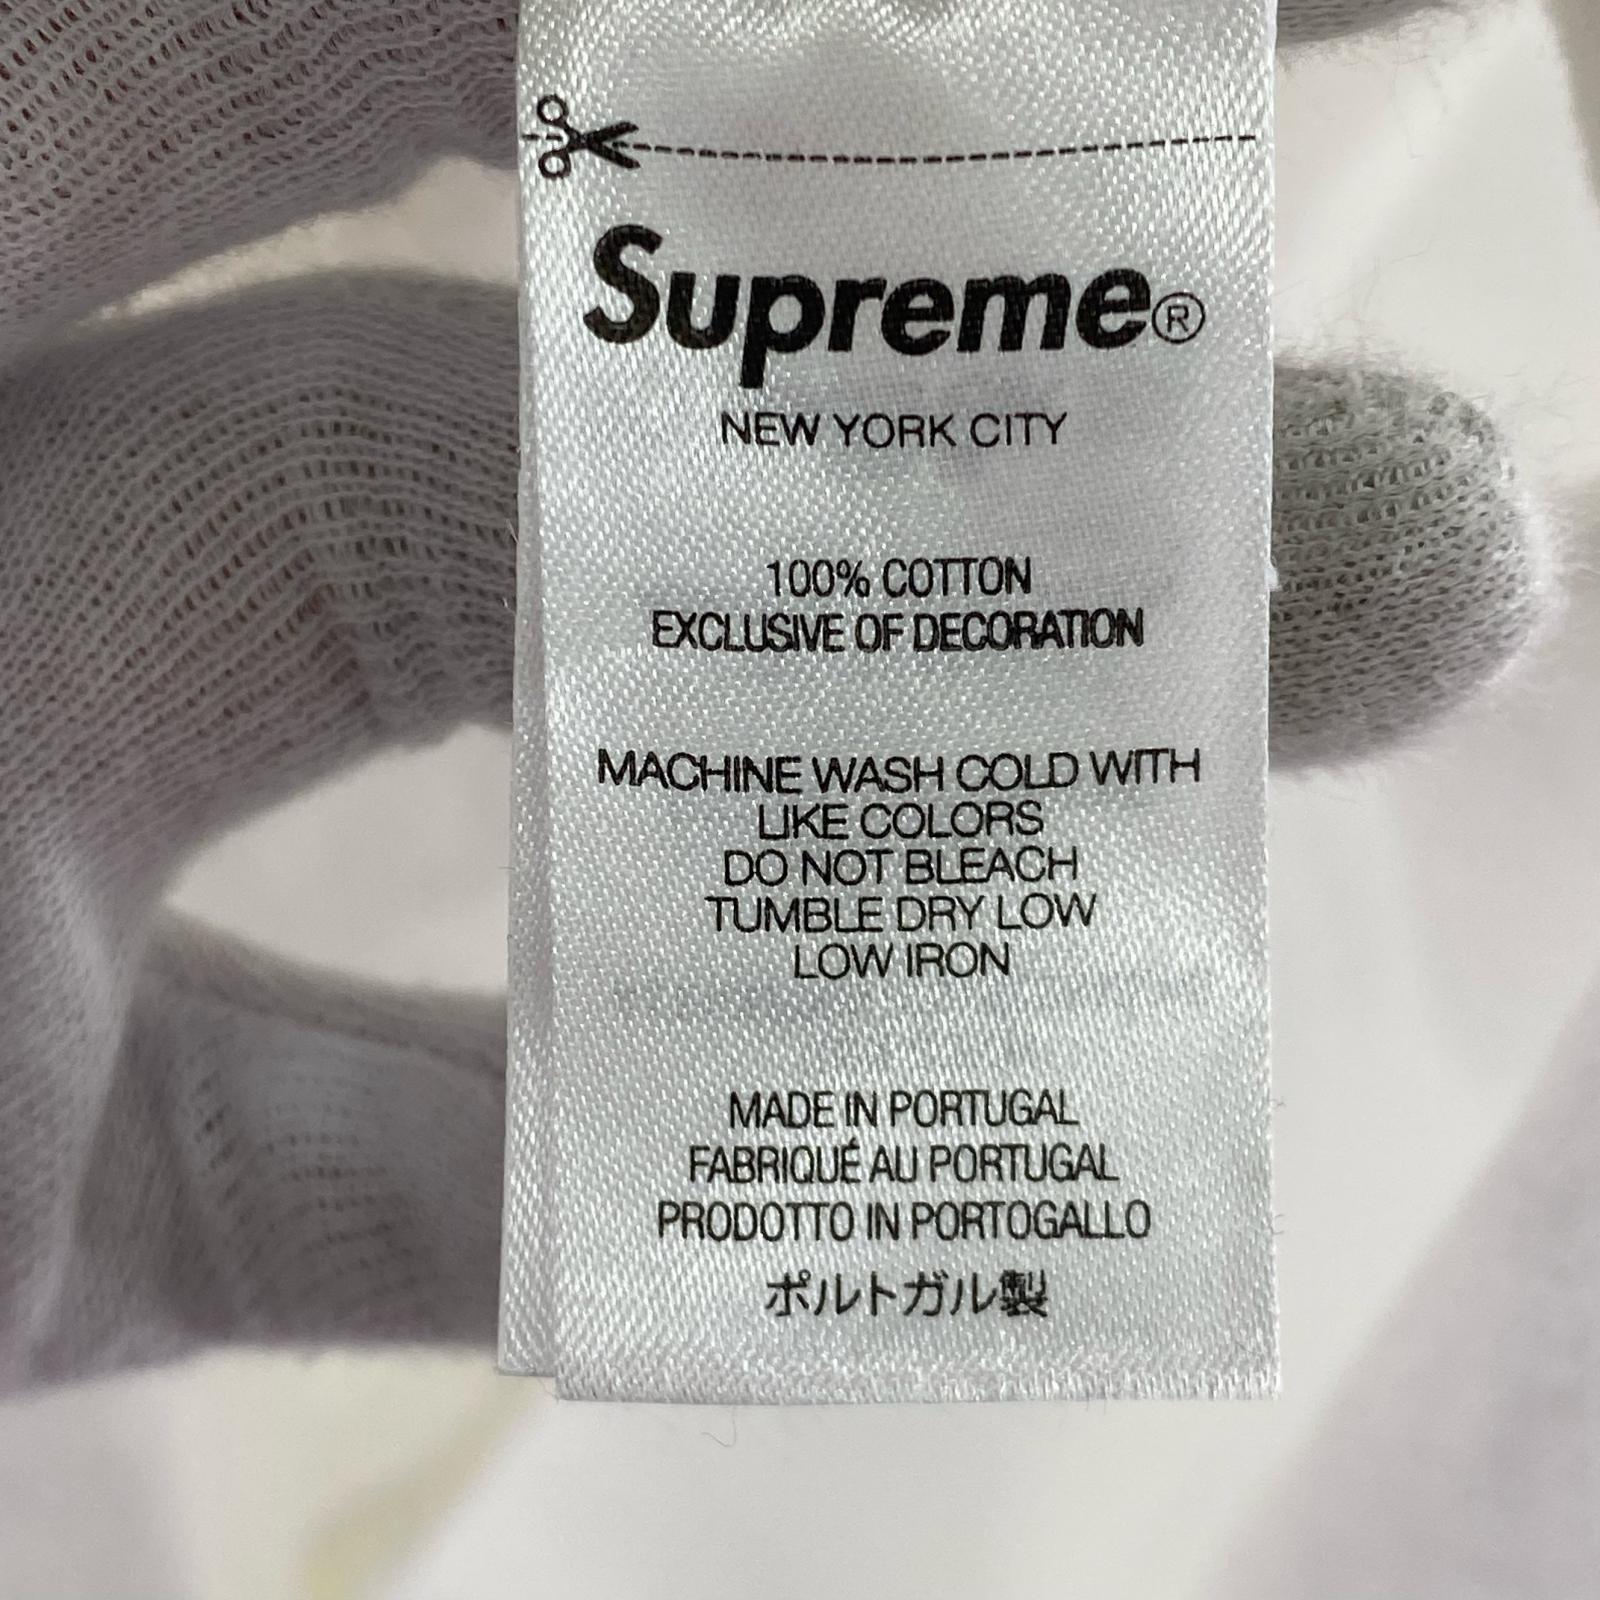 Supreme®
NEW YORK CITY
100% COTTON
EXCLUSIVE OF DECORATION
MACHINE WASH COLD WITH
LIKE COLORS
DO NOT BLEACH
TUMBLE DRY LOW
LOW IRON
MADE IN PORTUGAL
FABRIQUÉ AU PORTUGAL
PRODOTTO IN PORTOGALLO
ポルトガル製